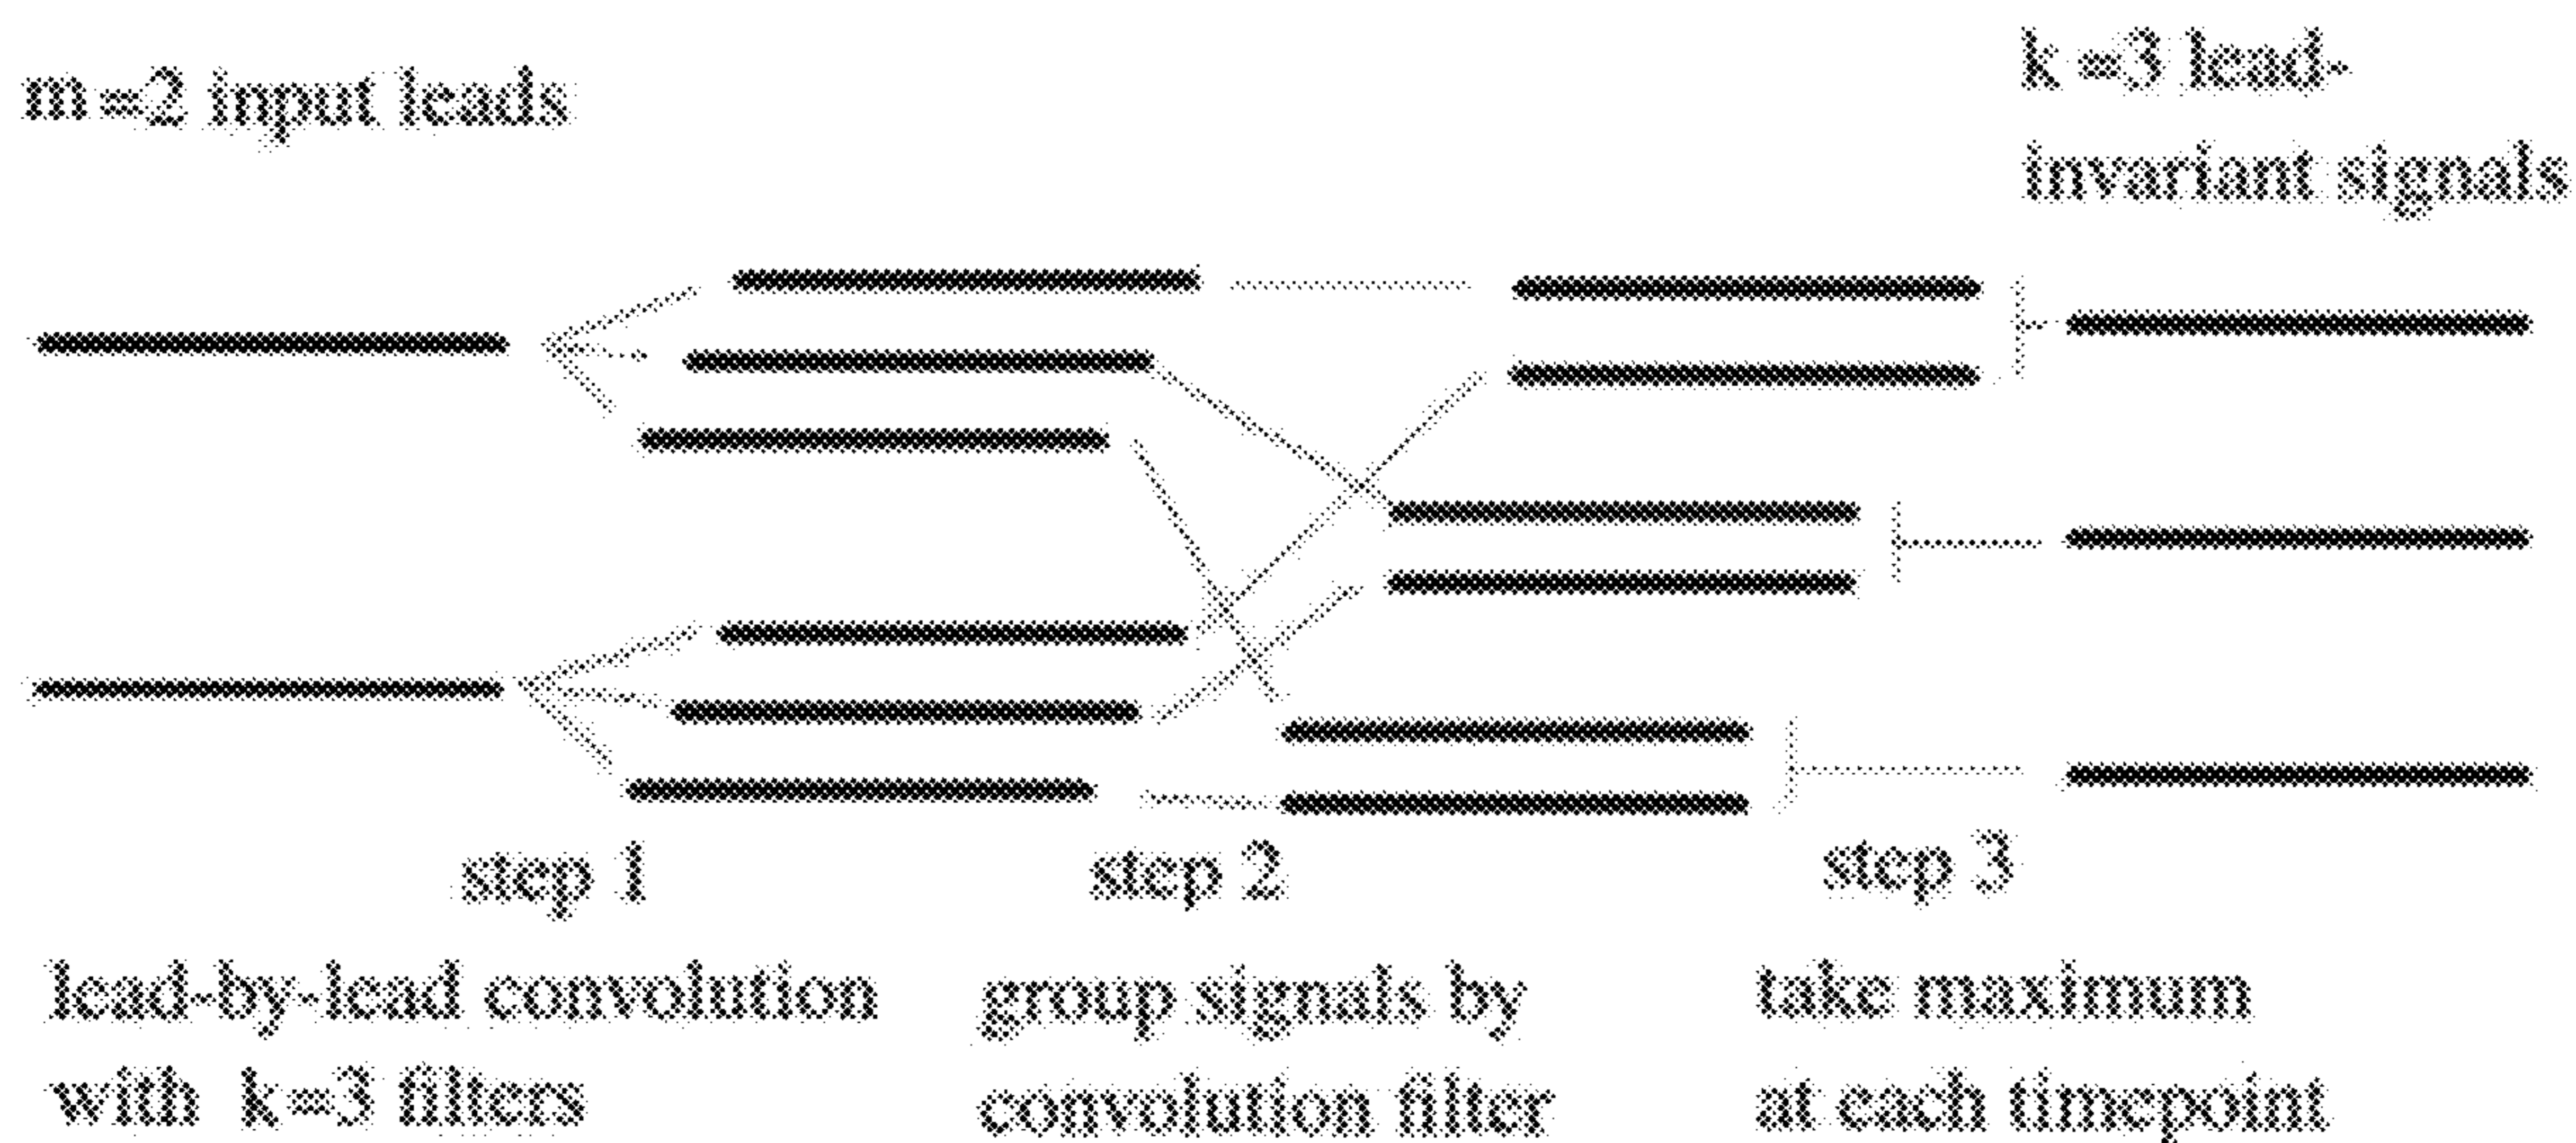 m=2 input leads
k=3 lead-
invariant signals
step 1
lead-by-lead convolution
with k=3 filters
step 2
group signals by
convolution filter
step 3
take maximum
at each timepoint